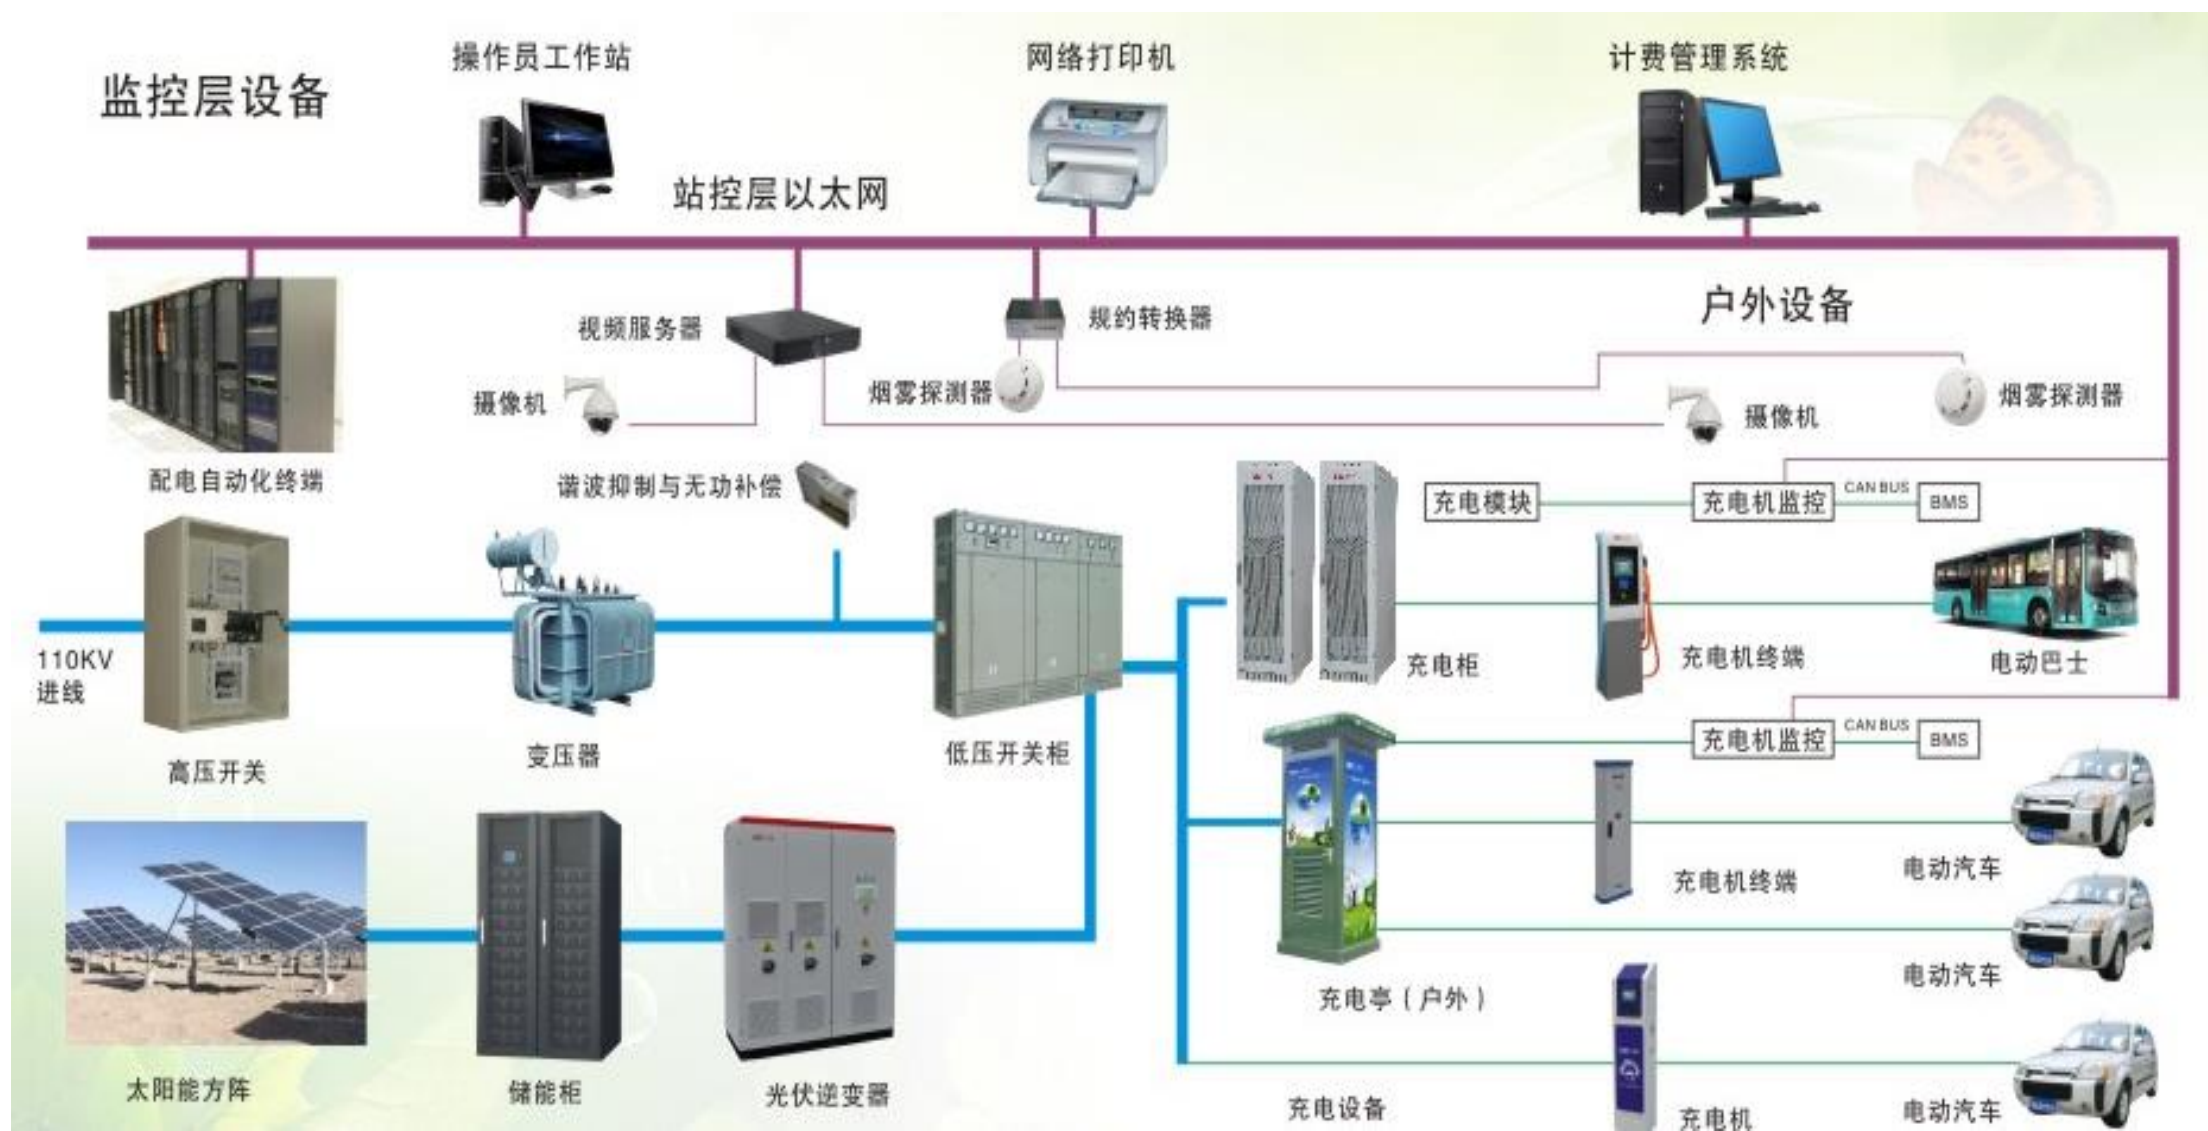 操作员工作站
网络打印机
计费管理系统
监控层设备
站控层以太网
户外设备
视频服务器
规约转换器
摄像机
烟雾探测器
摄像机
烟雾探测器
配电自动化终端
谐波抑制与无功补偿
充电模块
充电机监控
CAN BUS
BMS
110KV
进线
充电柜
充电机终端
电动巴士
高压开关
变压器
低压开关柜
充电机监控
CAN BUS
BMS
充电机终端
电动汽车
电动汽车
充电亭（户外）
太阳能方阵
储能柜
光伏逆变器
充电设备
充电机
电动汽车